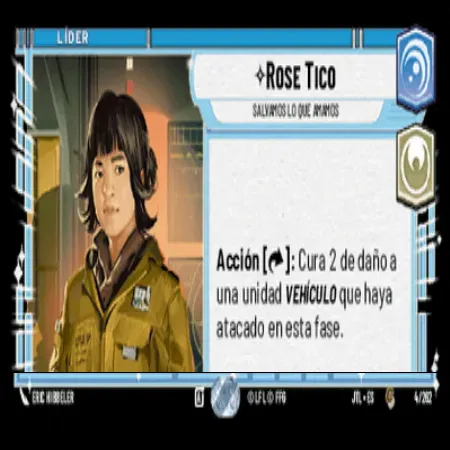 LÍDER
ROSE TICO
SALVAMOS LO QUE AMAMOS
Acción [ ]: Cura 2 de daño a
una unidad VEHÍCULO que haya
atacado en esta fase.
ERIC HIBBELER
© LFL © FFG
JTL • ES
4/262